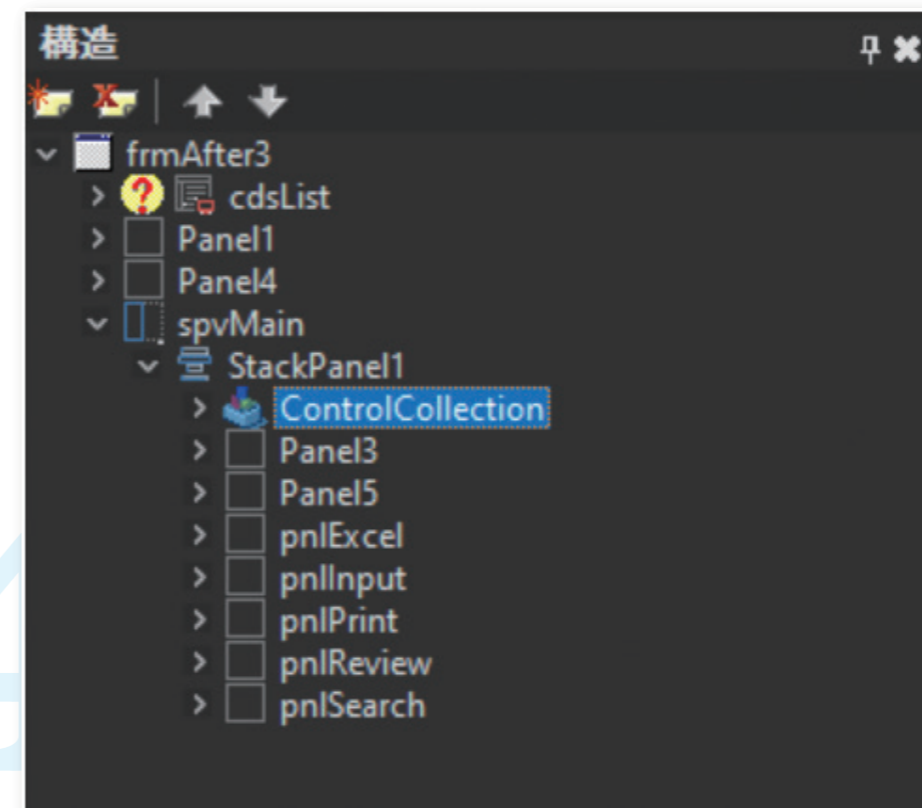 構造
frmAfter3
cdsList
Panel1
Panel4
spvMain
StackPanel1
ControlCollection
Panel3
Panel5
pnlExcel
pnlInput
pnlPrint
pnlReview
pnlSearch